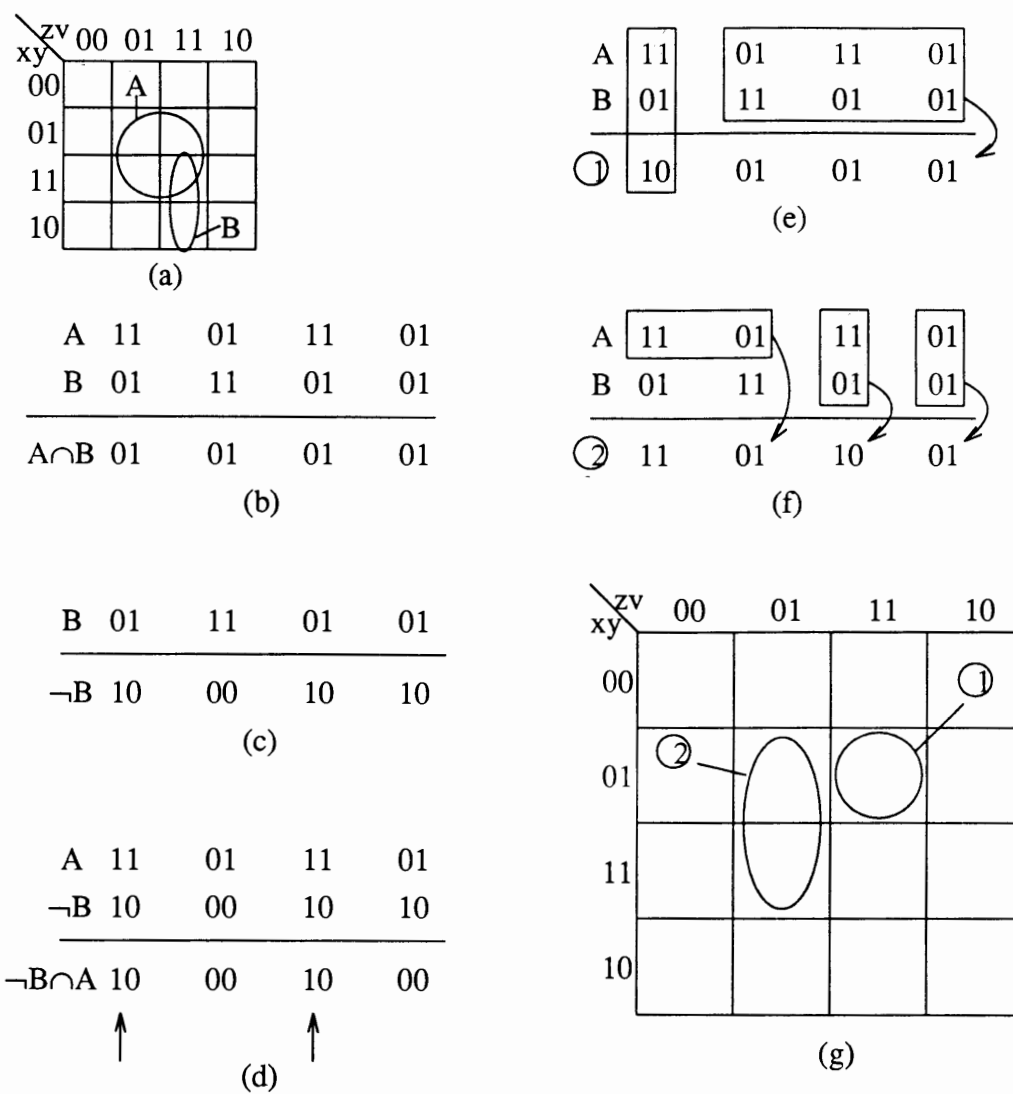 zv
xy
00 01 11 10
00
01
11
10
A
B
(a)
A 11 01 11 01
B 01 11 01 01
A∩B 01 01 01 01
(b)
B 01 11 01 01
¬B 10 00 10 10
(c)
A 11 01 11 01
¬B 10 00 10 10
¬B∩A 10 00 10 00
(d)
A 11 01 11 01
B 01 11 01 01
① 10 01 01 01
(e)
A 11 01 11 01
B 01 11 01 01
② 11 01 10 01
(f)
zv
xy
00 01 11 10
00
01
11
10
①
②
(g)